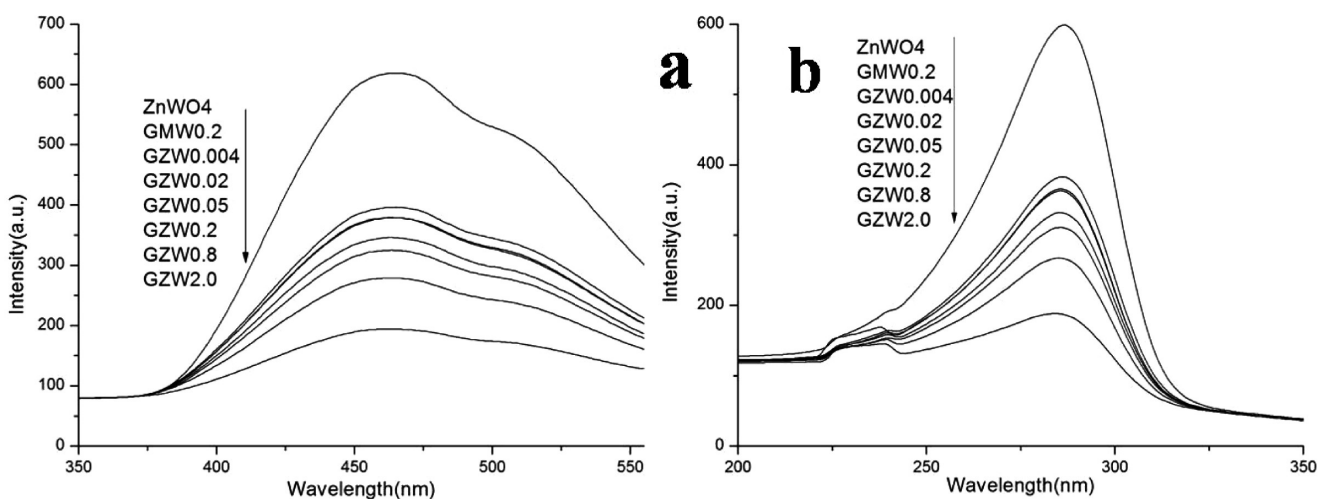 a
700
600
500
400
300
200
100
0
Intensity(a.u.)
ZnWO4
GMW0.2
GZW0.004
GZW0.02
GZW0.05
GZW0.2
GZW0.8
GZW2.0
350 400 450 500 550
Wavelength(nm)
b
600
400
200
0
Intensity(a.u.)
ZnWO4
GMW0.2
GZW0.004
GZW0.02
GZW0.05
GZW0.2
GZW0.8
GZW2.0
200 250 300 350
Wavelength(nm)